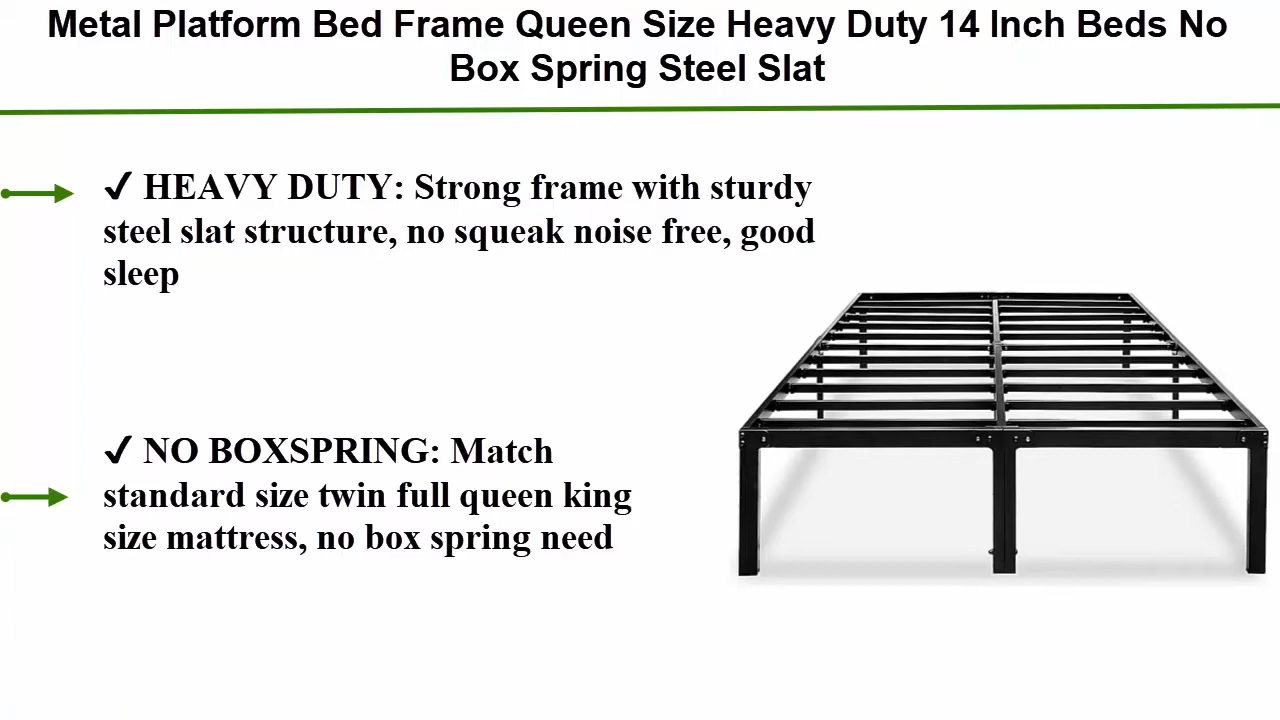 Metal Platform Bed Frame Queen Size Heavy Duty 14 Inch Beds No
Box Spring Steel Slat
✔ HEAVY DUTY: Strong frame with sturdy
steel slat structure, no squeak noise free, good
sleep
✔ NO BOXSPRING: Match
standard size twin full queen king
size mattress, no box spring need